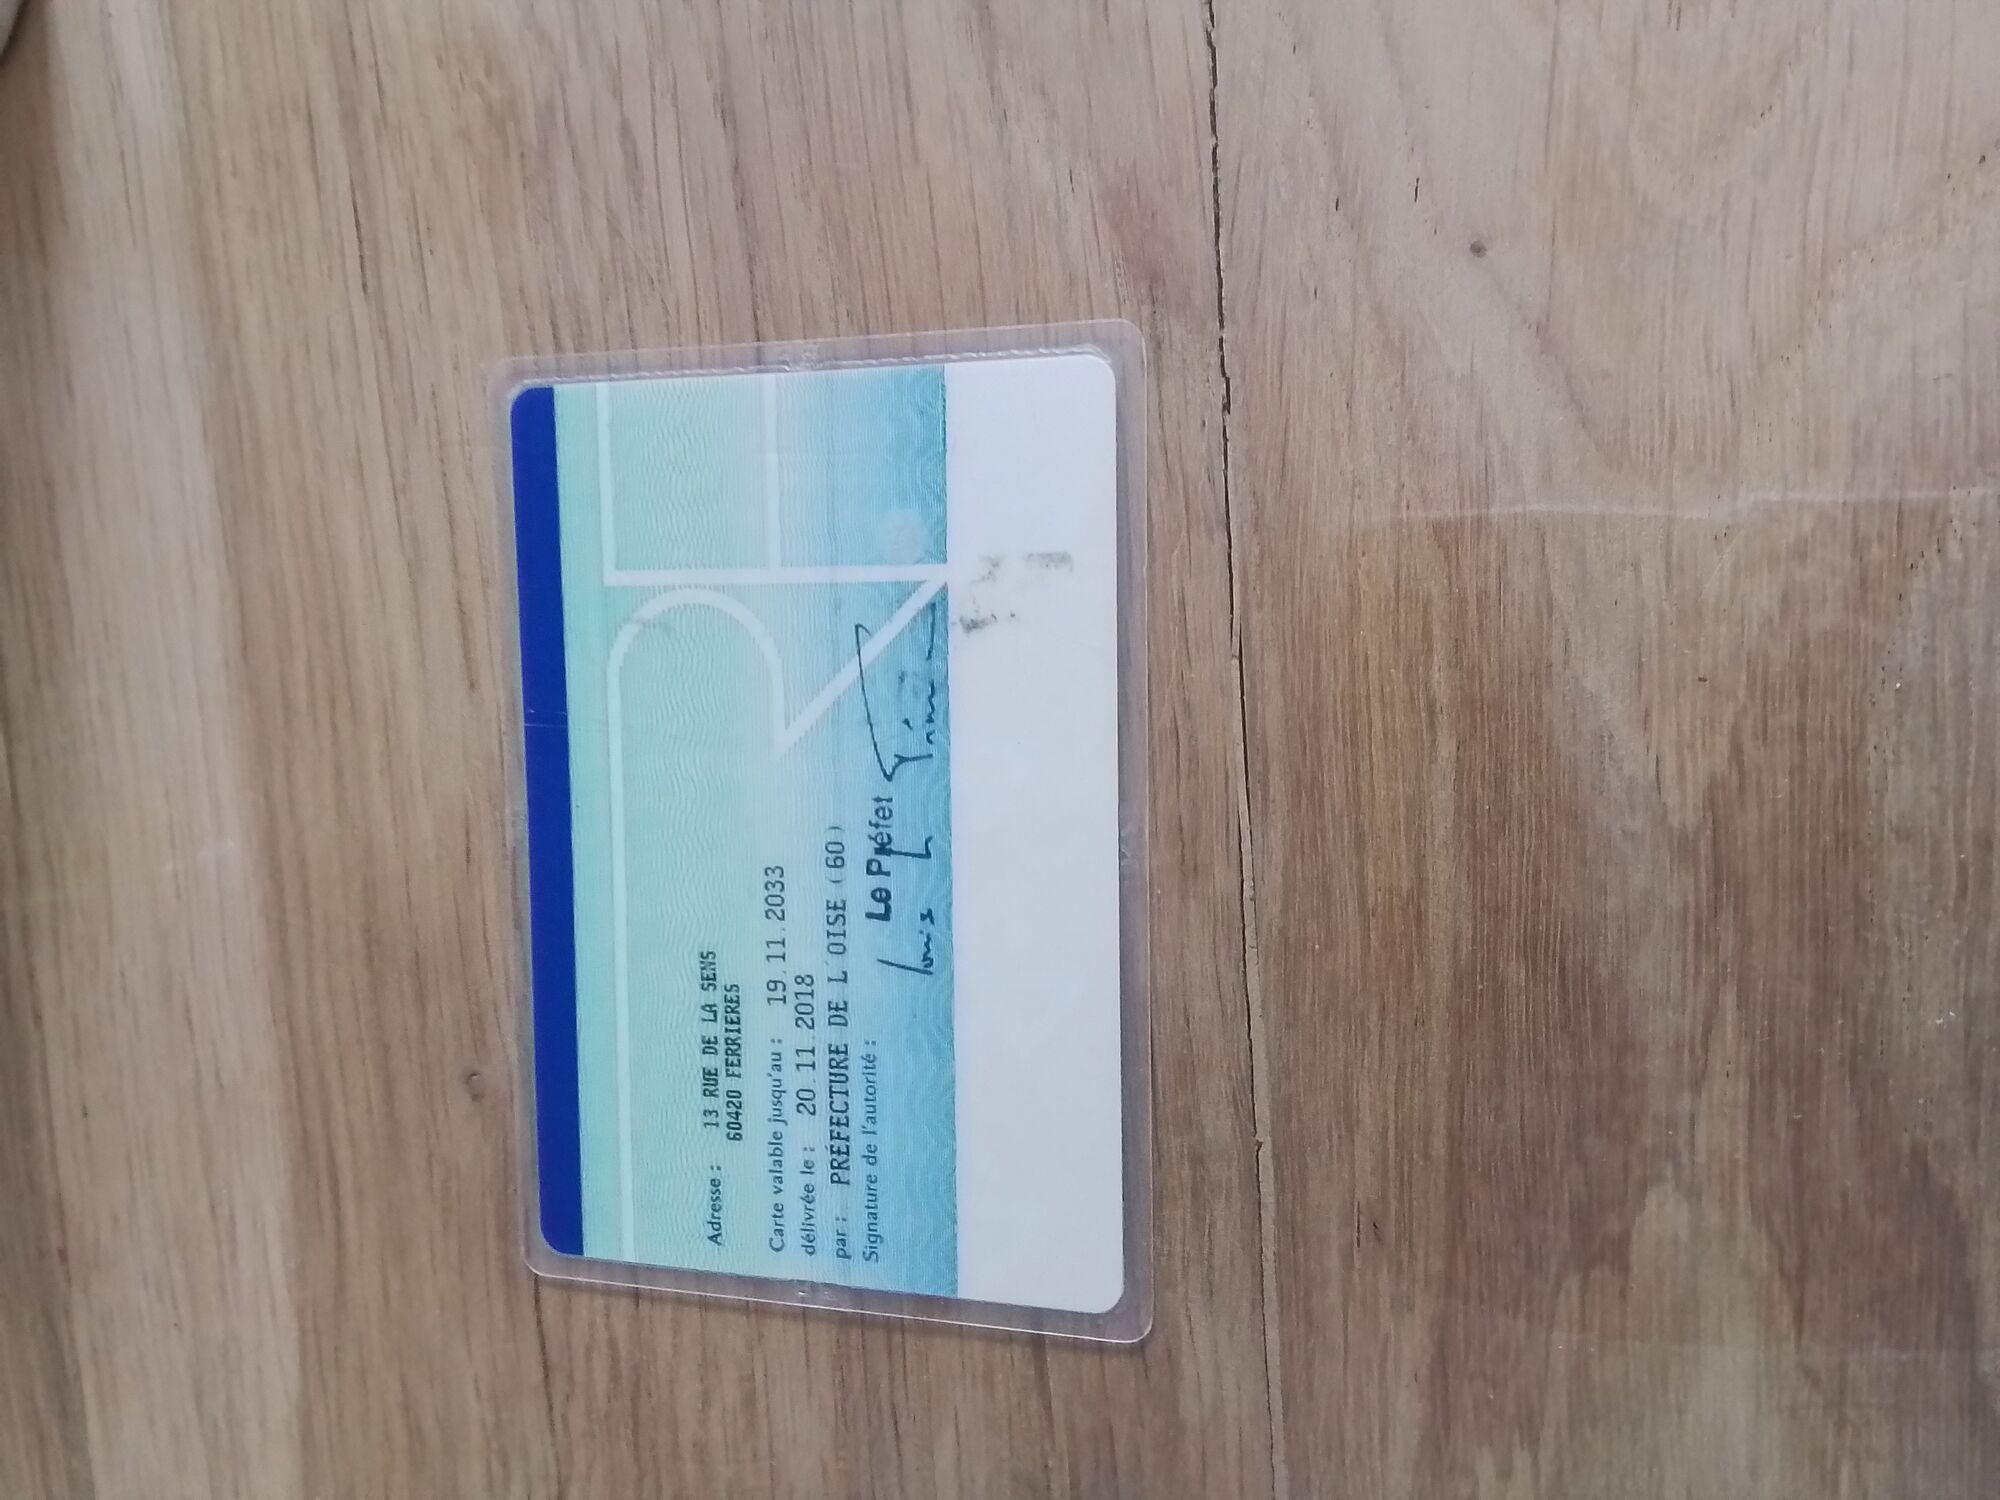 Adresse : 13 RUE DE LA SENS
60420 FERRIERES
Carte valable jusqu'au : 19.11.2033
délivrée le : 20.11.2018
par : PRÉFECTURE DE L'OISE (60)
Signature de l'autorité :
Le Préfet